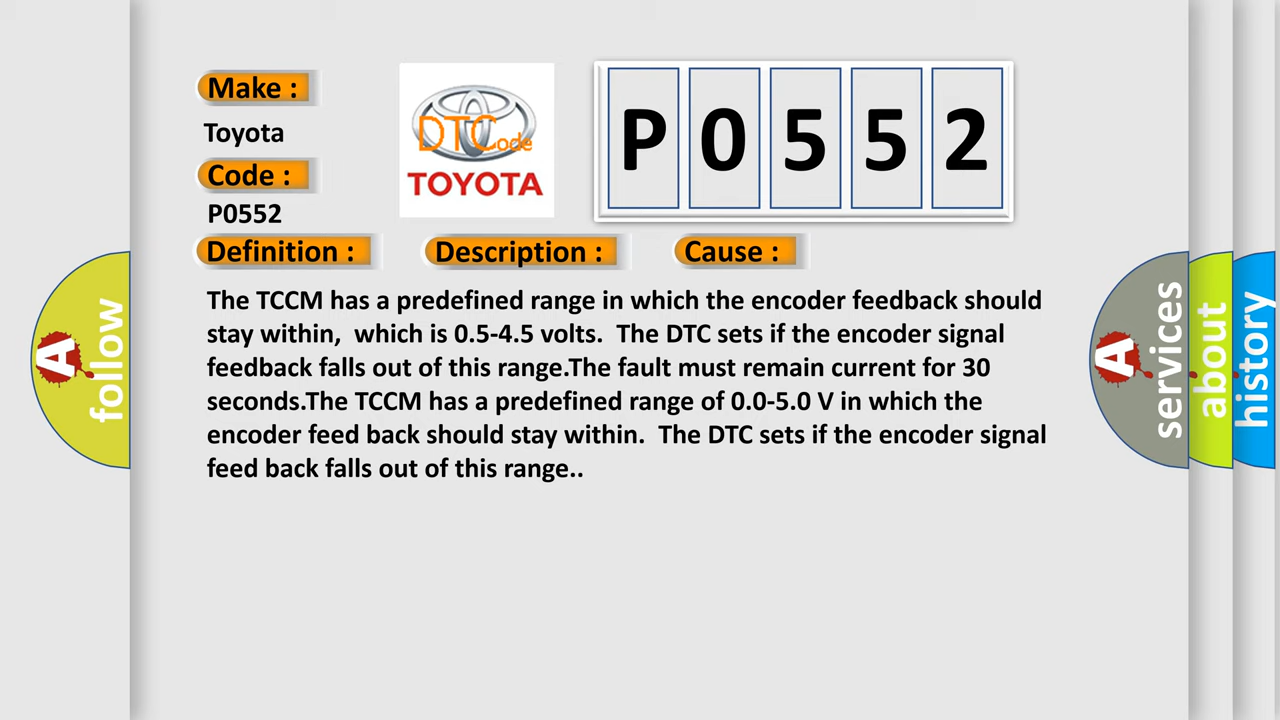 Make :
Toyota
Code :
P0552
DTCode
TOYOTA
P0552
Definition :
Description :
Cause :
The TCCM has a predefined range in which the encoder feedback should
stay within,  which is 0.5-4.5 volts  The DTC sets if the encoder signal
feedback falls out of this range.The fault must remain current for 30
seconds.The TCCM has a predefined range of 0.0-5.0 V in which the
encoder feed back should stay within  The DTC sets if the encoder signal
feed back falls out of this range..
A follow
A services
about
history